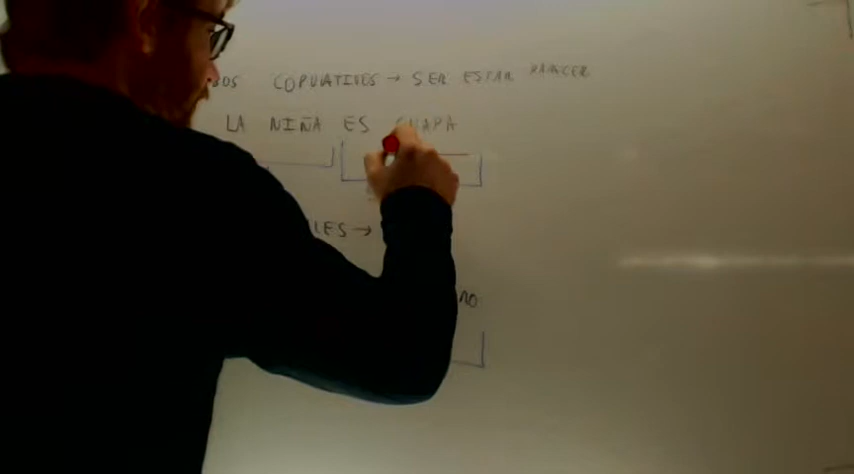 BOS COPULATIVOS → SER ESTAR PARECER
LA NIÑA ES GUAPA
LES →
NO